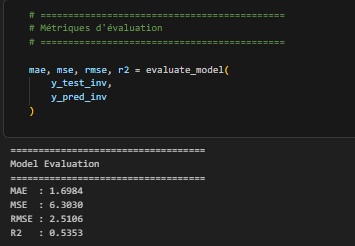 # ============================================
# Métriques d'évaluation
# ============================================
mae, mse, rmse, r2 = evaluate_model(
y_test_inv,
y_pred_inv
)
===================================
Model Evaluation
===================================
MAE  : 1.6984
MSE  : 6.3030
RMSE : 2.5106
R2   : 0.5353